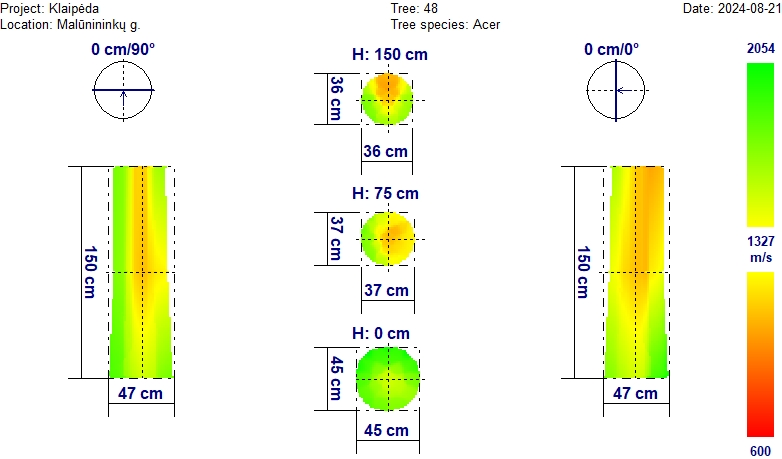 Project: Klaipėda
Tree: 48
Date: 2024-08-21
Location: Malūnininkų g.
Tree species: Acer
0 cm/90°
H: 150 cm
0 cm/0°
2054
36 cm
36 cm
H: 75 cm
37 cm
37 cm
150 cm
150 cm
1327
m/s
H: 0 cm
45 cm
45 cm
47 cm
47 cm
600